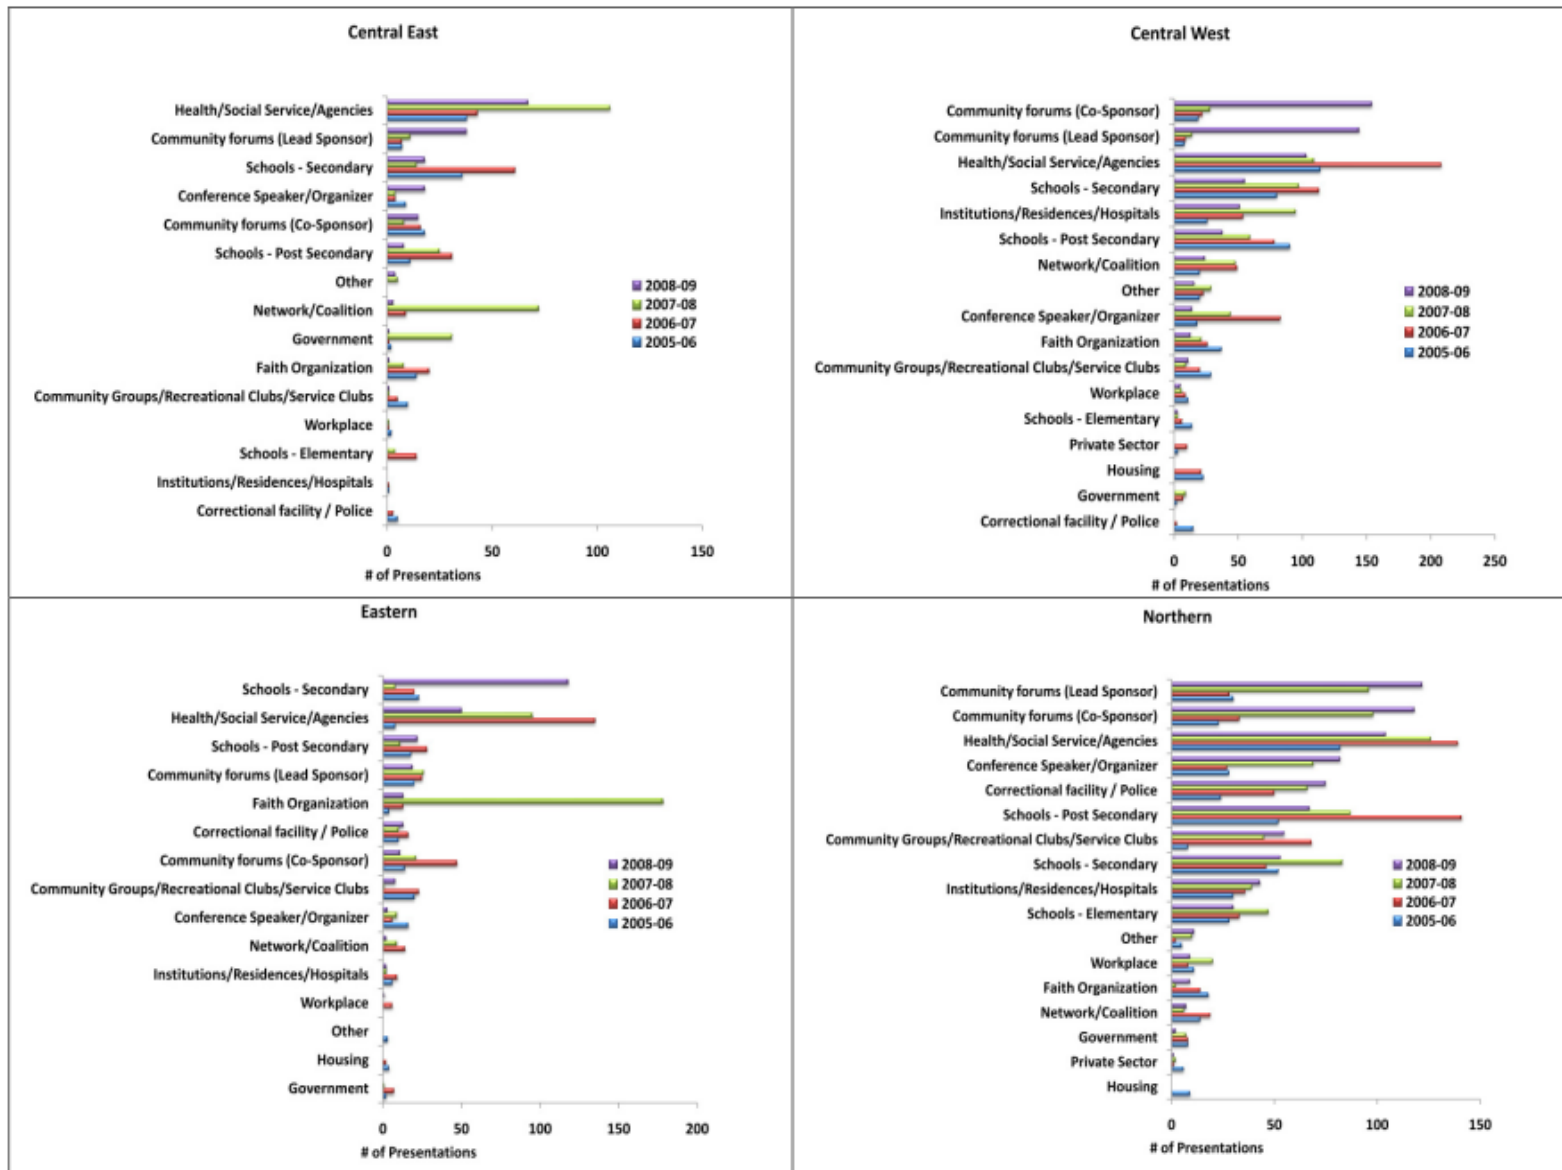 Central East
Health/Social Service/Agencies
Community forums (Lead Sponsor)
Schools - Secondary
Conference Speaker/Organizer
Community forums (Co-Sponsor)
Schools - Post Secondary
Other
Network/Coalition
Government
Faith Organization
Community Groups/Recreational Clubs/Service Clubs
Workplace
Schools - Elementary
Institutions/Residences/Hospitals
Correctional facility / Police
2008-09
2007-08
2006-07
2005-06
0 50 100 150
# of Presentations
Central West
Community forums (Co-Sponsor)
Community forums (Lead Sponsor)
Health/Social Service/Agencies
Schools - Secondary
Institutions/Residences/Hospitals
Schools - Post Secondary
Network/Coalition
Other
Conference Speaker/Organizer
Faith Organization
Community Groups/Recreational Clubs/Service Clubs
Workplace
Schools - Elementary
Private Sector
Housing
Government
Correctional facility / Police
2008-09
2007-08
2006-07
2005-06
0 50 100 150 200 250
# of Presentations
Eastern
Schools - Secondary
Health/Social Service/Agencies
Schools - Post Secondary
Community forums (Lead Sponsor)
Faith Organization
Correctional facility / Police
Community forums (Co-Sponsor)
Community Groups/Recreational Clubs/Service Clubs
Conference Speaker/Organizer
Network/Coalition
Institutions/Residences/Hospitals
Workplace
Other
Housing
Government
2008-09
2007-08
2006-07
2005-06
0 50 100 150 200
# of Presentations
Northern
Community forums (Lead Sponsor)
Community forums (Co-Sponsor)
Health/Social Service/Agencies
Conference Speaker/Organizer
Correctional facility / Police
Schools - Post Secondary
Community Groups/Recreational Clubs/Service Clubs
Schools - Secondary
Institutions/Residences/Hospitals
Schools - Elementary
Other
Workplace
Faith Organization
Network/Coalition
Government
Private Sector
Housing
2008-09
2007-08
2006-07
2005-06
0 50 100 150
# of Presentations